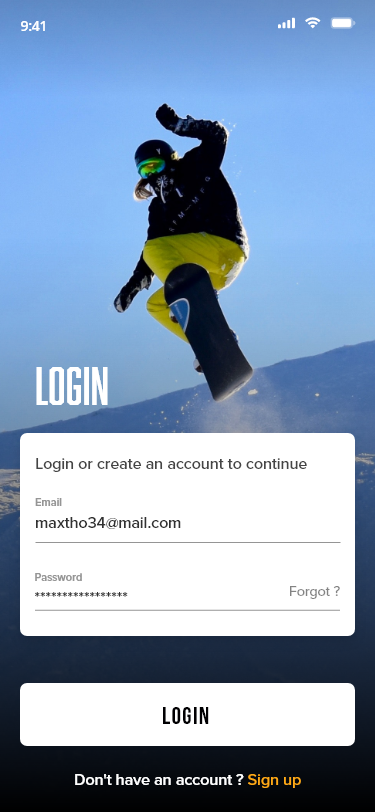 9:41
LOGIN
Login or create an account to continue
Email
maxtho34@mail.com
Password
*****************
Forgot ?
LOGIN
Don't have an account ? Sign up